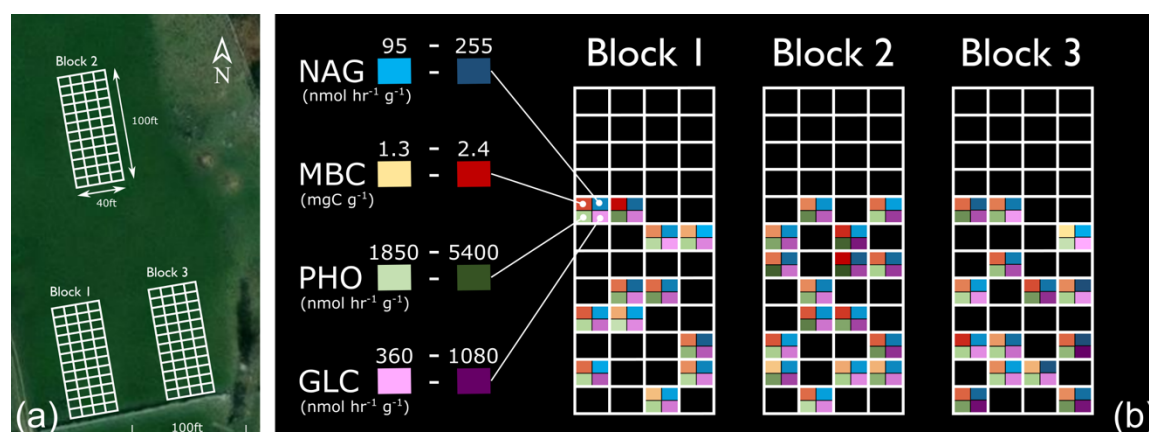 Block 2
N
100ft
40ft
Block 3
Block 1
(a)
100ft
95 - 255
NAG -
(nmol hr-1 g-1)
1.3 - 2.4
MBC -
(mgC g-1)
1850 - 5400
PHO -
(nmol hr-1 g-1)
360 - 1080
GLC -
(nmol hr-1 g-1)
Block 1 Block 2 Block 3
(b)